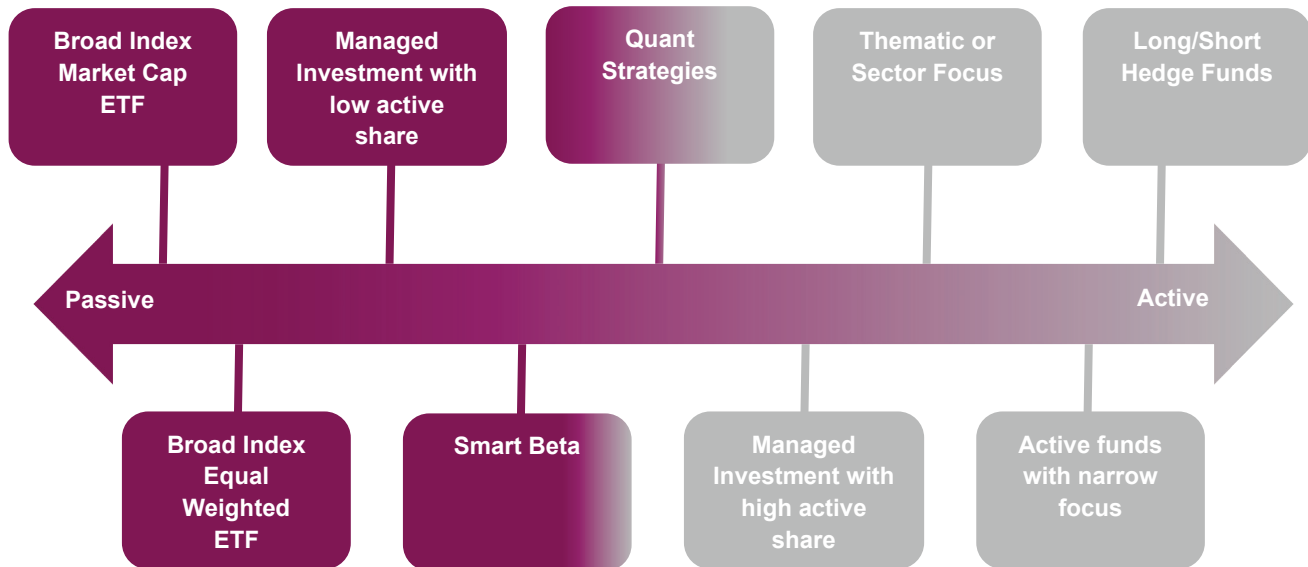 Broad Index
Market Cap
ETF
Managed
Investment with
low active
share
Quant
Strategies
Thematic or
Sector Focus
Long/Short
Hedge Funds
Passive
Active
Broad Index
Equal
Weighted
ETF
Smart Beta
Managed
Investment with
high active
share
Active funds
with narrow
focus